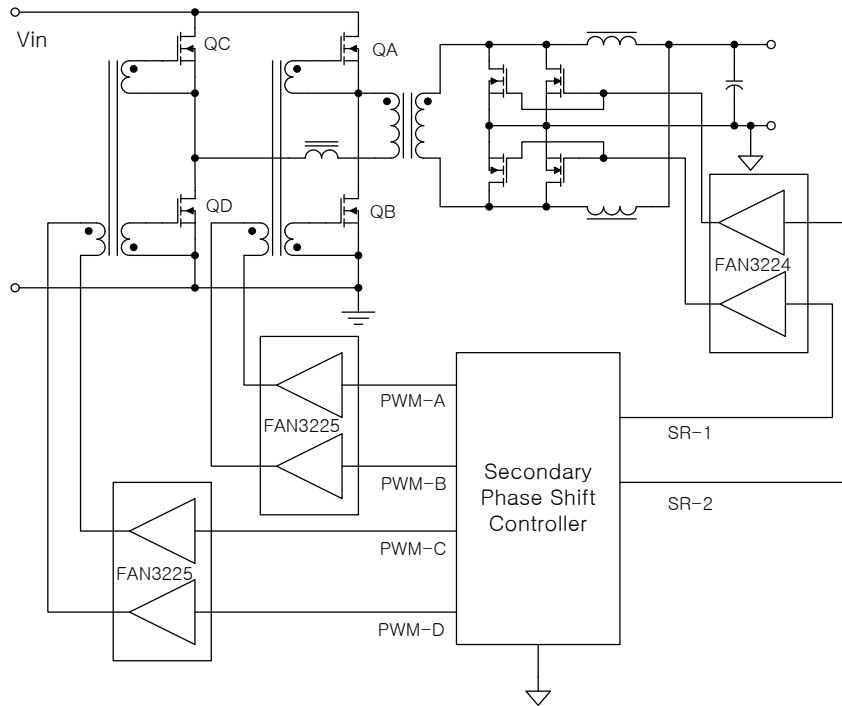 Vin
QC
QA
QD
QB
FAN3224
PWM-A
FAN3225
SR-1
PWM-B
Secondary
Phase Shift
Controller
SR-2
PWM-C
FAN3225
PWM-D